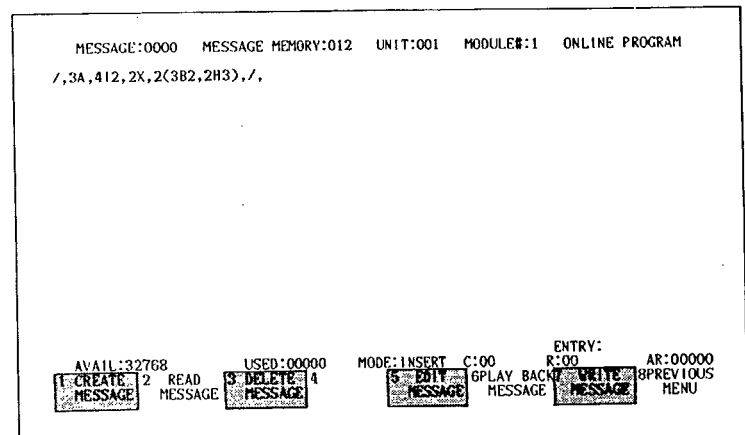 MESSAGE:0000 MESSAGE MEMORY:012 UNIT:001 MODULE#:1 ONLINE PROGRAM
/,3A,4I2,2X,2(3B2,2H3),/,
ENTRY:
AVAIL:32768 USED:00000 MODE:INSERT C:00 R:00 AR:00000
1 CREATE 2 READ 3 DELETE 4 5 EDIT 6PLAY BACK7 WRITE 8PREVIOUS
MESSAGE MESSAGE MESSAGE MESSAGE MESSAGE MESSAGE MENU